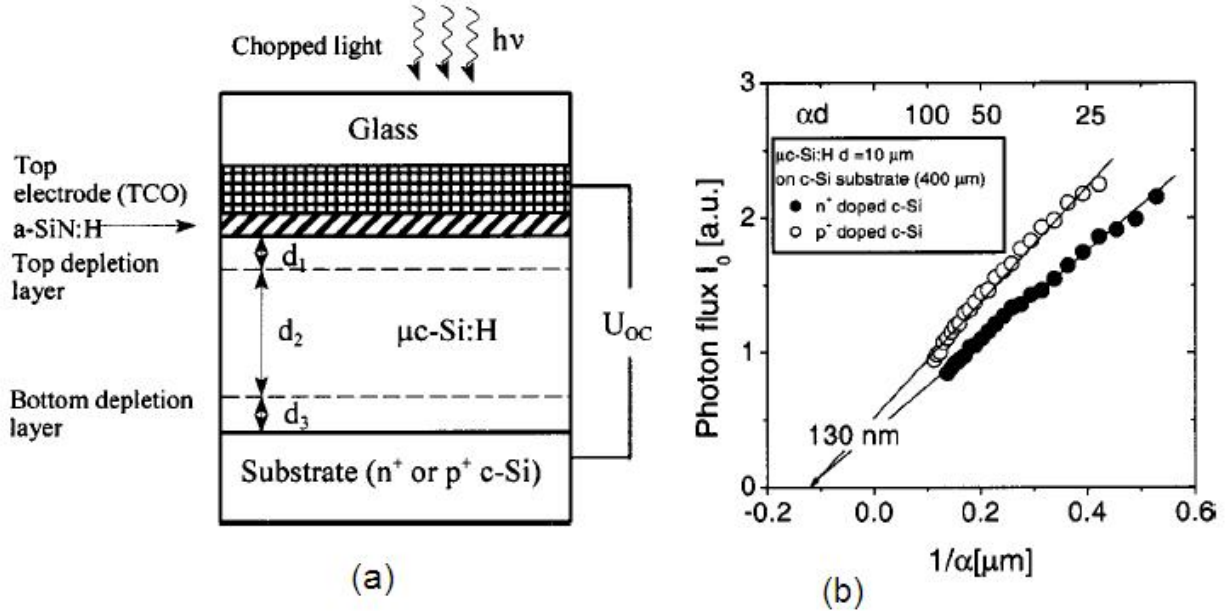 Chopped light
hν
Glass
Top
electrode (TCO)
a-SiN:H
Top depletion
layer
Bottom depletion
layer
d₁
d₂
d₃
μc-Si:H
U_OC
Substrate (n⁺ or p⁺ c-Si)
(a)
Photon flux I₀ [a.u.]
3
2
1
0
αd 100 50 25
μc-Si:H d =10 μm
on c-Si substrate (400 μm)
n⁺ doped c-Si
p⁺ doped c-Si
130 nm
-0.2 0.0 0.2 0.4 0.6
1/α[μm]
(b)